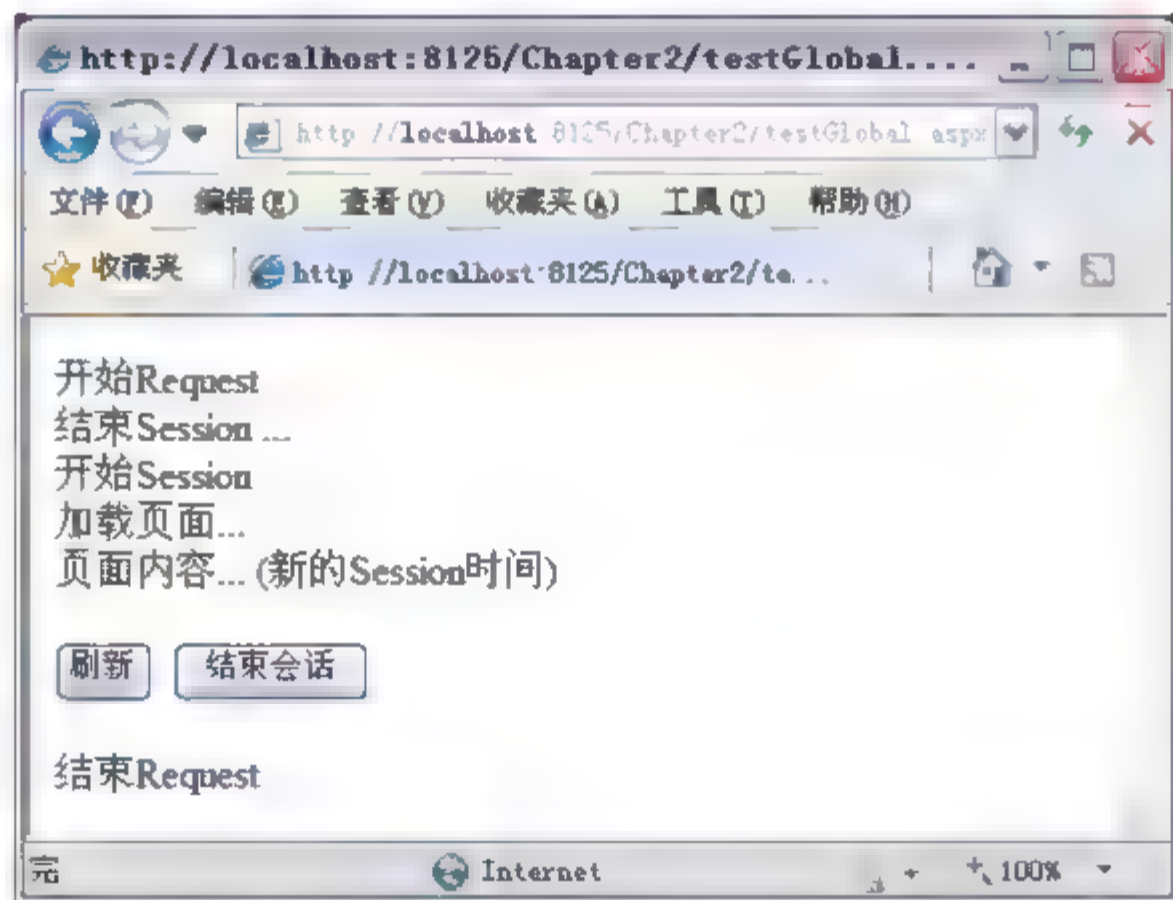 http://localhost:8125/Chapter2/testGlobal....
http //localhost 8125/Chapter2/testGlobal aspx
文件(F) 编辑(E) 查看(V) 收藏夹(A) 工具(T) 帮助(H)
收藏夹 http //localhost:8125/Chapter2/te...
开始Request
结束Session ...
开始Session
加载页面...
页面内容... (新的Session时间)
刷新 结束会话
结束Request
完 Internet 100%